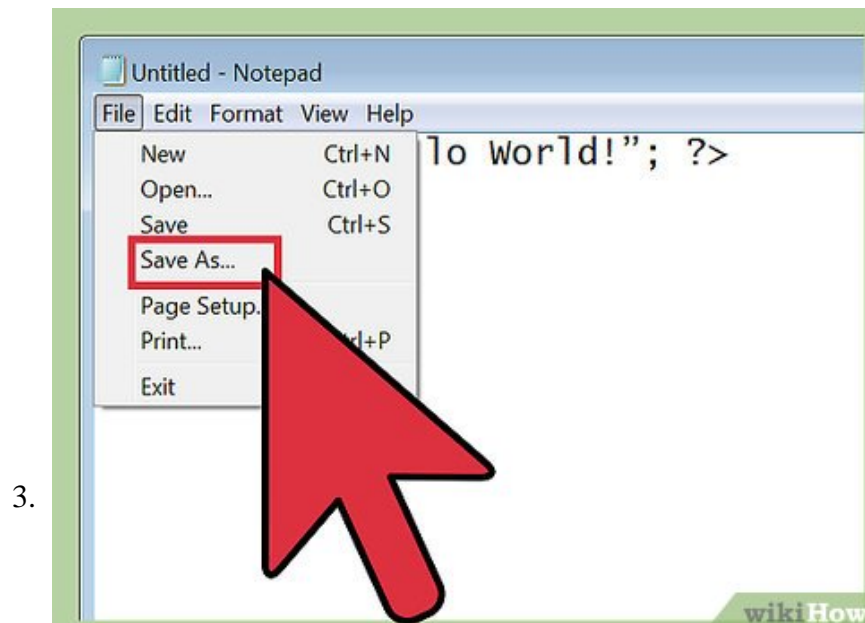 Untitled - Notepad
File Edit Format View Help
lo World!”; ?>
New Ctrl+N
Open... Ctrl+O
Save Ctrl+S
Save As...
Page Setup.
Print... trl+P
Exit
3.
wikiHow